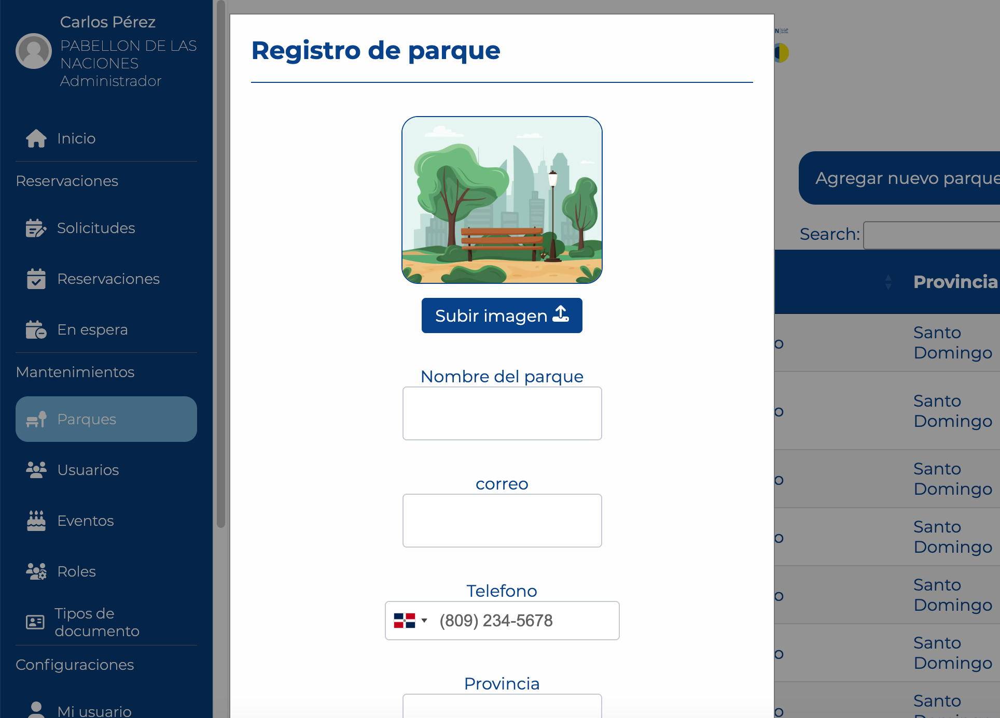 Carlos Pérez
PABELLON DE LAS
NACIONES
Administrador
Inicio
Reservaciones
Solicitudes
Reservaciones
En espera
Mantenimientos
Parques
Usuarios
Eventos
Roles
Tipos de
documento
Configuraciones
Mi usuario
Registro de parque
Subir imagen
Nombre del parque
correo
Telefono
(809) 234-5678
Provincia
Agregar nuevo parque
Search:
Provincia
o
Santo
Domingo
o
Santo
Domingo
o
Santo
Domingo
o
Santo
Domingo
o
Santo
Domingo
o
Santo
Domingo
o
Santo